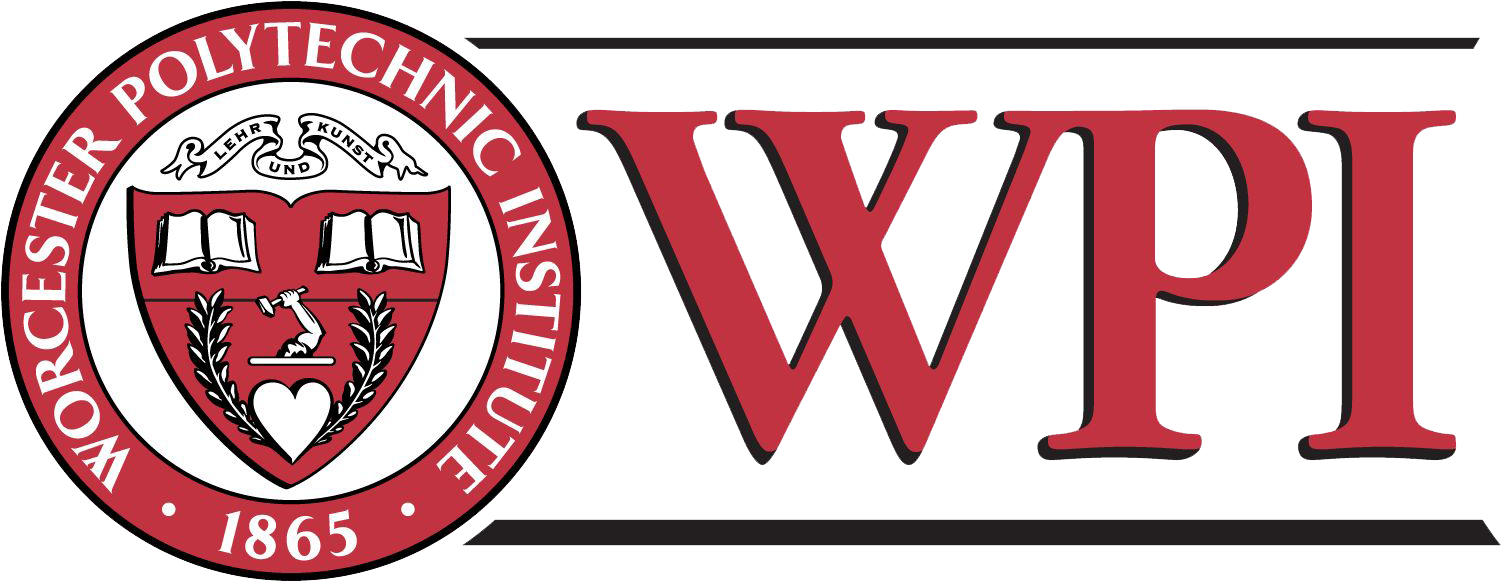 WORCESTER POLYTECHNIC INSTITUTE
LEHR UND KUNST
· 1865 ·
WPI